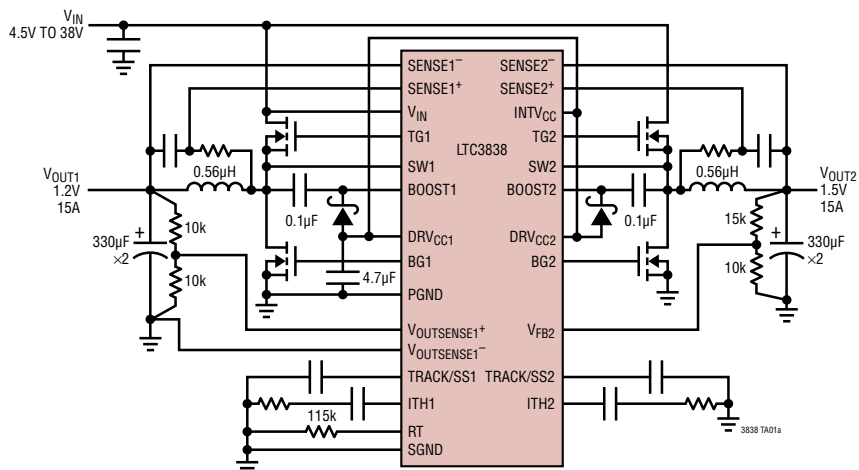 VIN
4.5V TO 38V
SENSE1–
SENSE2–
SENSE1+
SENSE2+
VIN
INTVCC
TG1
TG2
LTC3838
SW1
SW2
VOUT1
1.2V
15A
0.56µH
BOOST1
BOOST2
0.56µH
VOUT2
1.5V
15A
0.1µF
0.1µF
10k
15k
DRVCC1
DRVCC2
+
330µF
×2
+
330µF
×2
BG1
BG2
10k
4.7µF
10k
PGND
VOUTSENSE1+
VFB2
VOUTSENSE1–
TRACK/SS1
TRACK/SS2
ITH1
ITH2
115k
RT
3838 TA01a
SGND